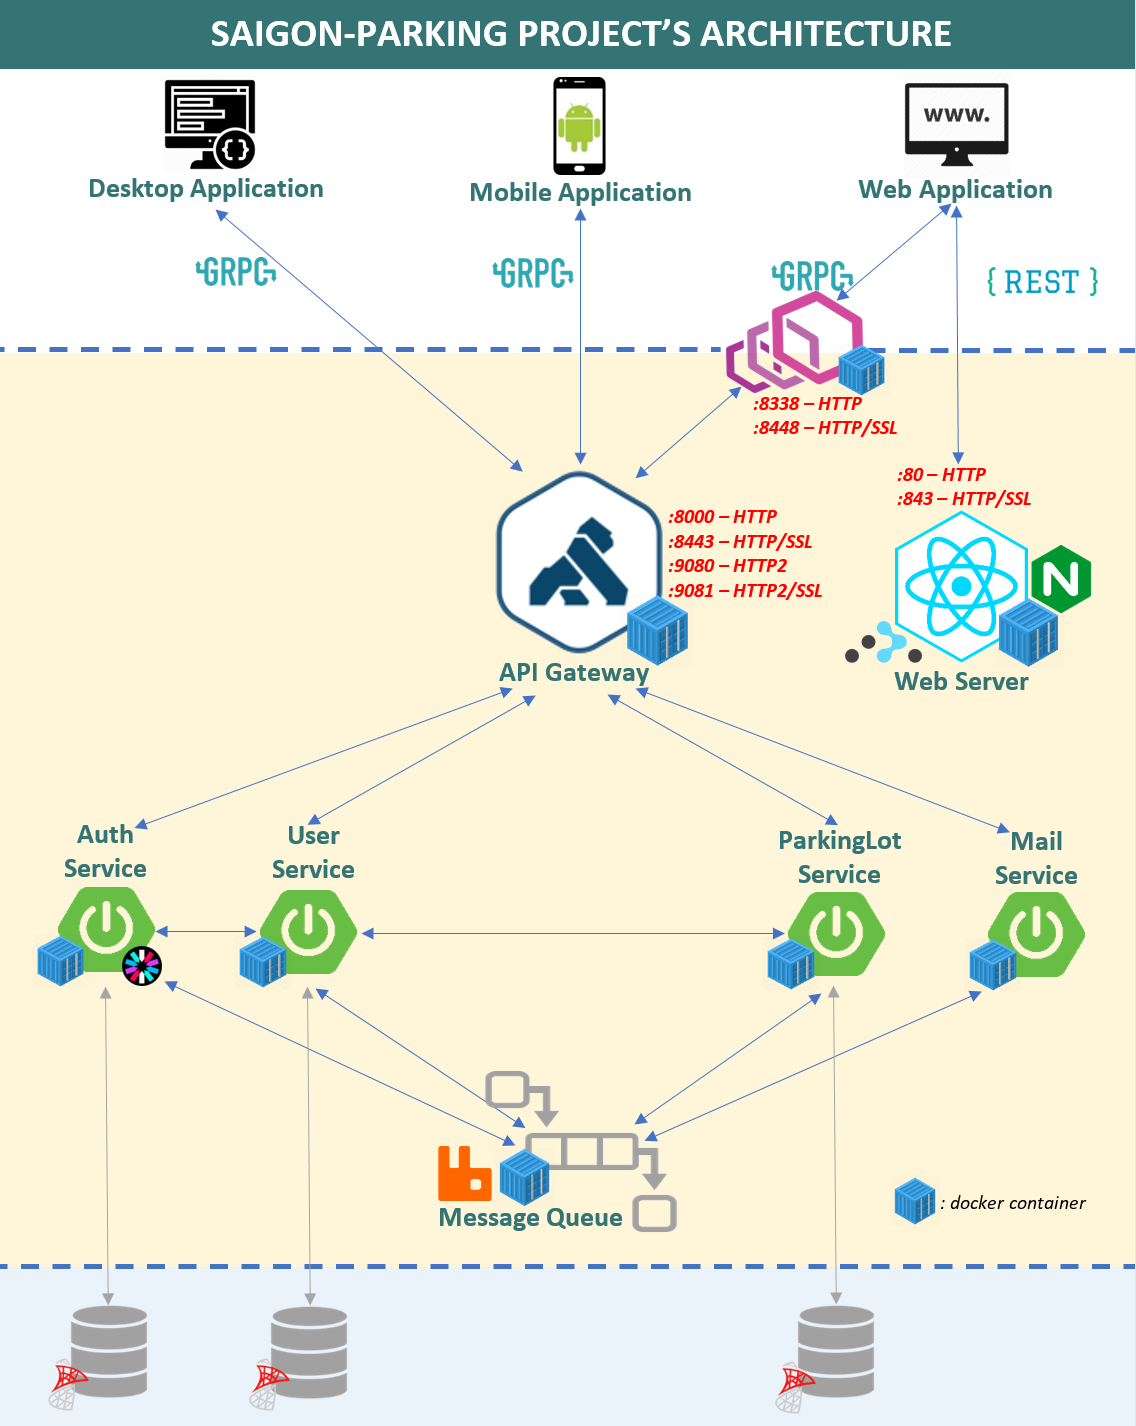 SAIGON-PARKING PROJECT'S ARCHITECTURE
www.
{ }
Desktop Application
Mobile Application
Web Application
GRPC
GRPC
GRPC
{ REST }
:8338 – HTTP
:8448 – HTTP/SSL
:80 – HTTP
:843 – HTTP/SSL
:8000 – HTTP
:8443 – HTTP/SSL
:9080 – HTTP2
:9081 – HTTP2/SSL
N
API Gateway
Web Server
Auth
Service
User
Service
ParkingLot
Service
Mail
Service
Message Queue
: docker container